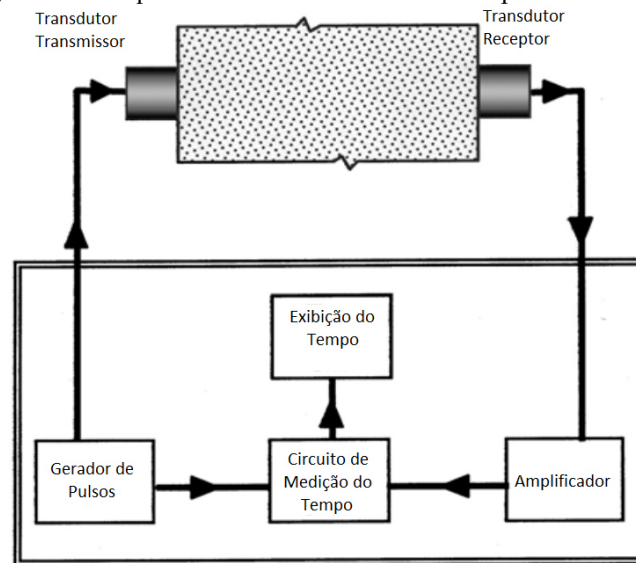 Transdutor
Transmissor
Transdutor
Receptor
Exibição do
Tempo
Gerador de
Pulsos
Circuito de
Medição do
Tempo
Amplificador